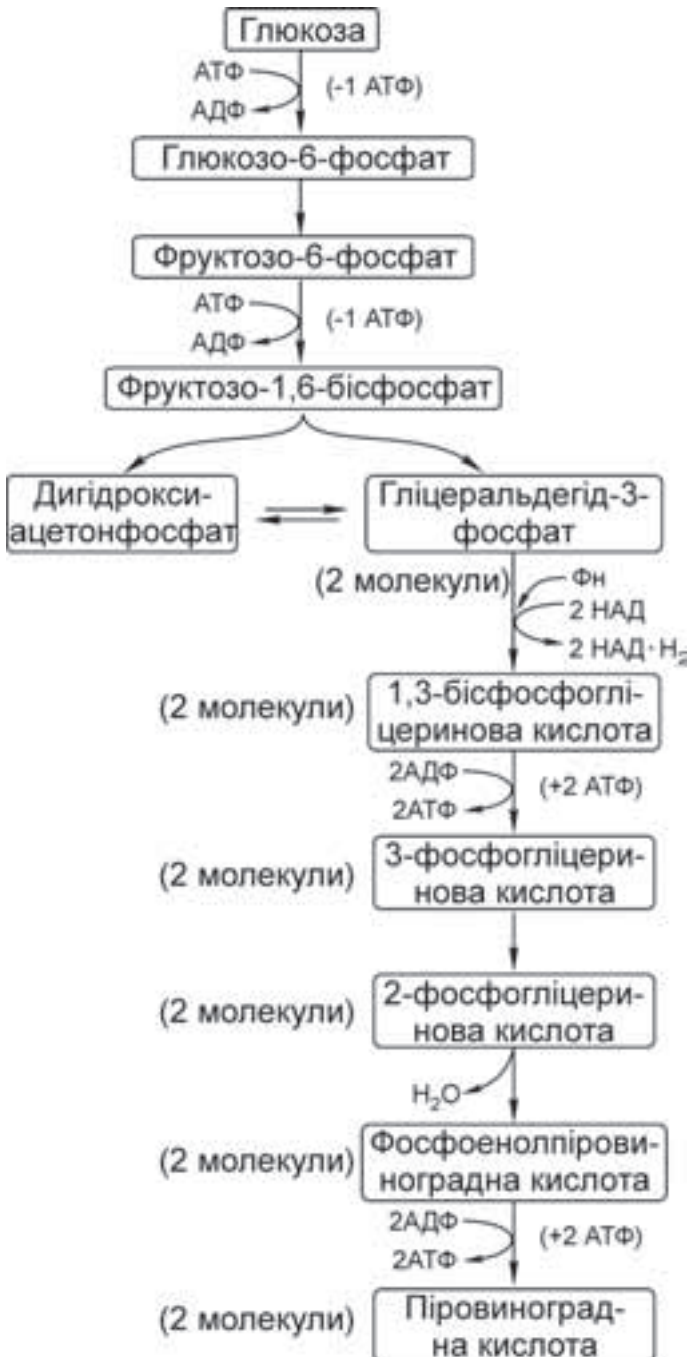 Глюкоза
АТФ
(-1 АТФ)
АДФ
Глюкозо-6-фосфат
Фруктозо-6-фосфат
АТФ
(-1 АТФ)
АДФ
Фруктозо-1,6-бісфосфат
Дигідрокси-
ацетонфосфат
Гліцеральдегід-3-
фосфат
(2 молекули)
Фн
2 НАД
2 НАД·H₂
(2 молекули)
1,3-бісфосфоглі-
церинова кислота
2АДФ
(+2 АТФ)
2АТФ
(2 молекули)
3-фосфогліцери-
нова кислота
(2 молекули)
2-фосфогліцери-
нова кислота
H₂O
(2 молекули)
Фосфоенолпірови-
ноградна кислота
2АДФ
(+2 АТФ)
2АТФ
(2 молекули)
Піровиноград-
на кислота